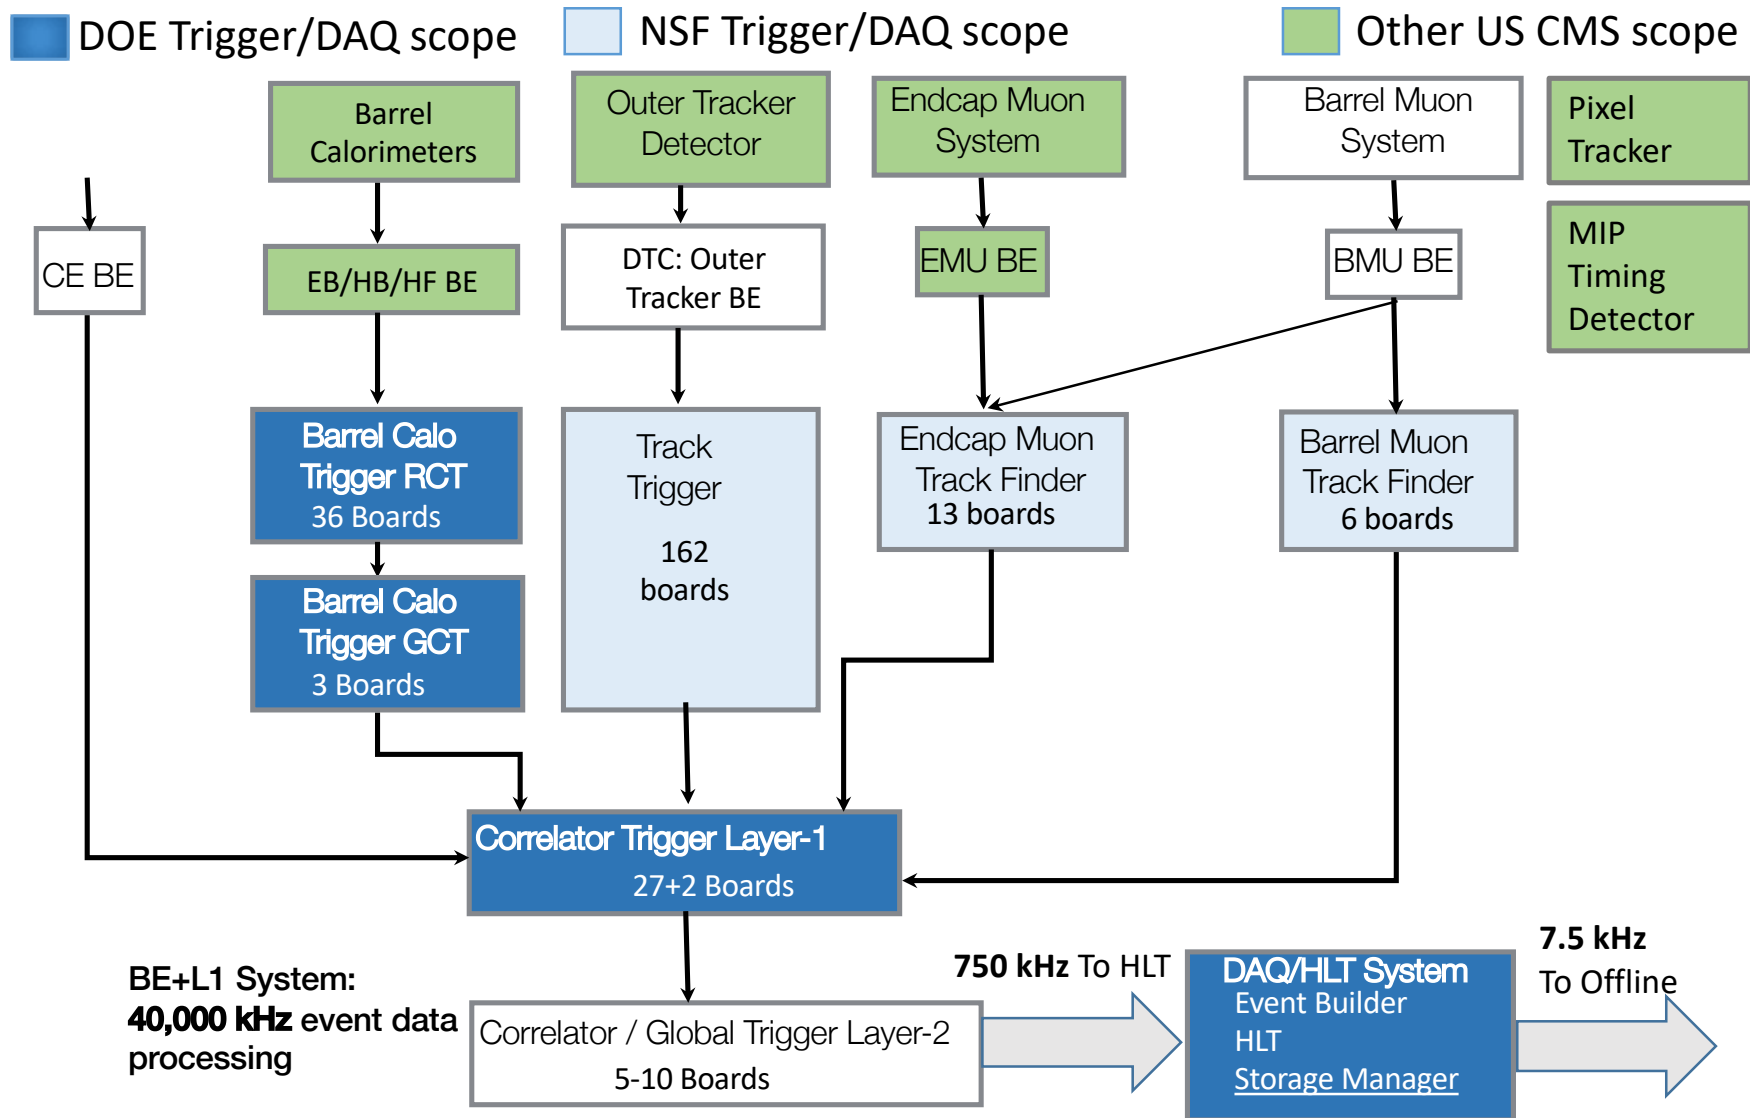 DOE Trigger/DAQ scope
NSF Trigger/DAQ scope
Other US CMS scope
Barrel
Calorimeters
Outer Tracker
Detector
Endcap Muon
System
Barrel Muon
System
Pixel
Tracker
CE BE
EB/HB/HF BE
DTC: Outer
Tracker BE
EMU BE
BMU BE
MIP
Timing
Detector
Barrel Calo
Trigger RCT
36 Boards
Track
Trigger
162
boards
Endcap Muon
Track Finder
13 boards
Barrel Muon
Track Finder
6 boards
Barrel Calo
Trigger GCT
3 Boards
Correlator Trigger Layer-1
27+2 Boards
BE+L1 System:
40,000 kHz event data
processing
Correlator / Global Trigger Layer-2
5-10 Boards
750 kHz To HLT
DAQ/HLT System
Event Builder
HLT
Storage Manager
7.5 kHz
To Offline